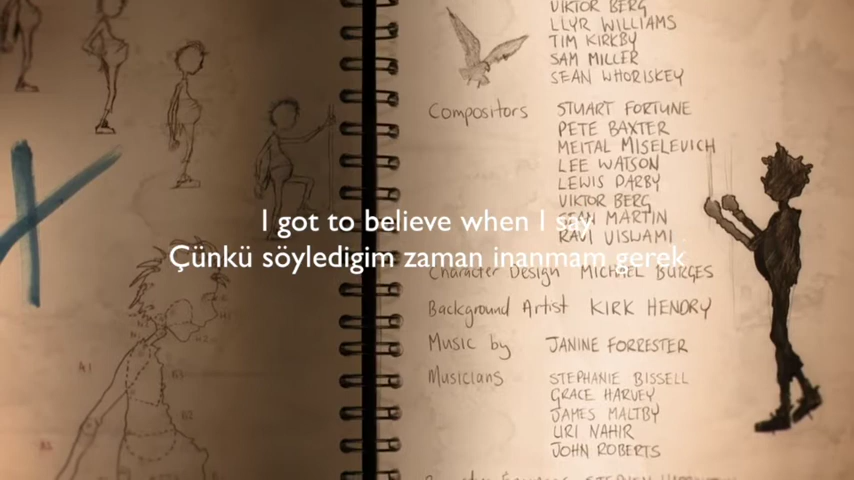 VIKTOR BERG
LLYR WILLIAMS
TIM KIRKBY
SAM MILLER
SEAN WHORISKEY
Compositors STUART FORTUNE
PETE BAXTER
MEITAL MISELEVICH
LEE WATSON
LEWIS DARBY
VIKTOR BERG
SEAN MARTIN
RAVI VISWAMI
I got to believe when I say
Çünkü söyledigim zaman inanmam gerek
Character Design MICHAEL BURGES
Background Artist KIRK HENDRY
Music by JANINE FORRESTER
Musicians STEPHANIE BISSELL
GRACE HARVEY
JAMES MALTBY
URI NAHIR
JOHN ROBERTS